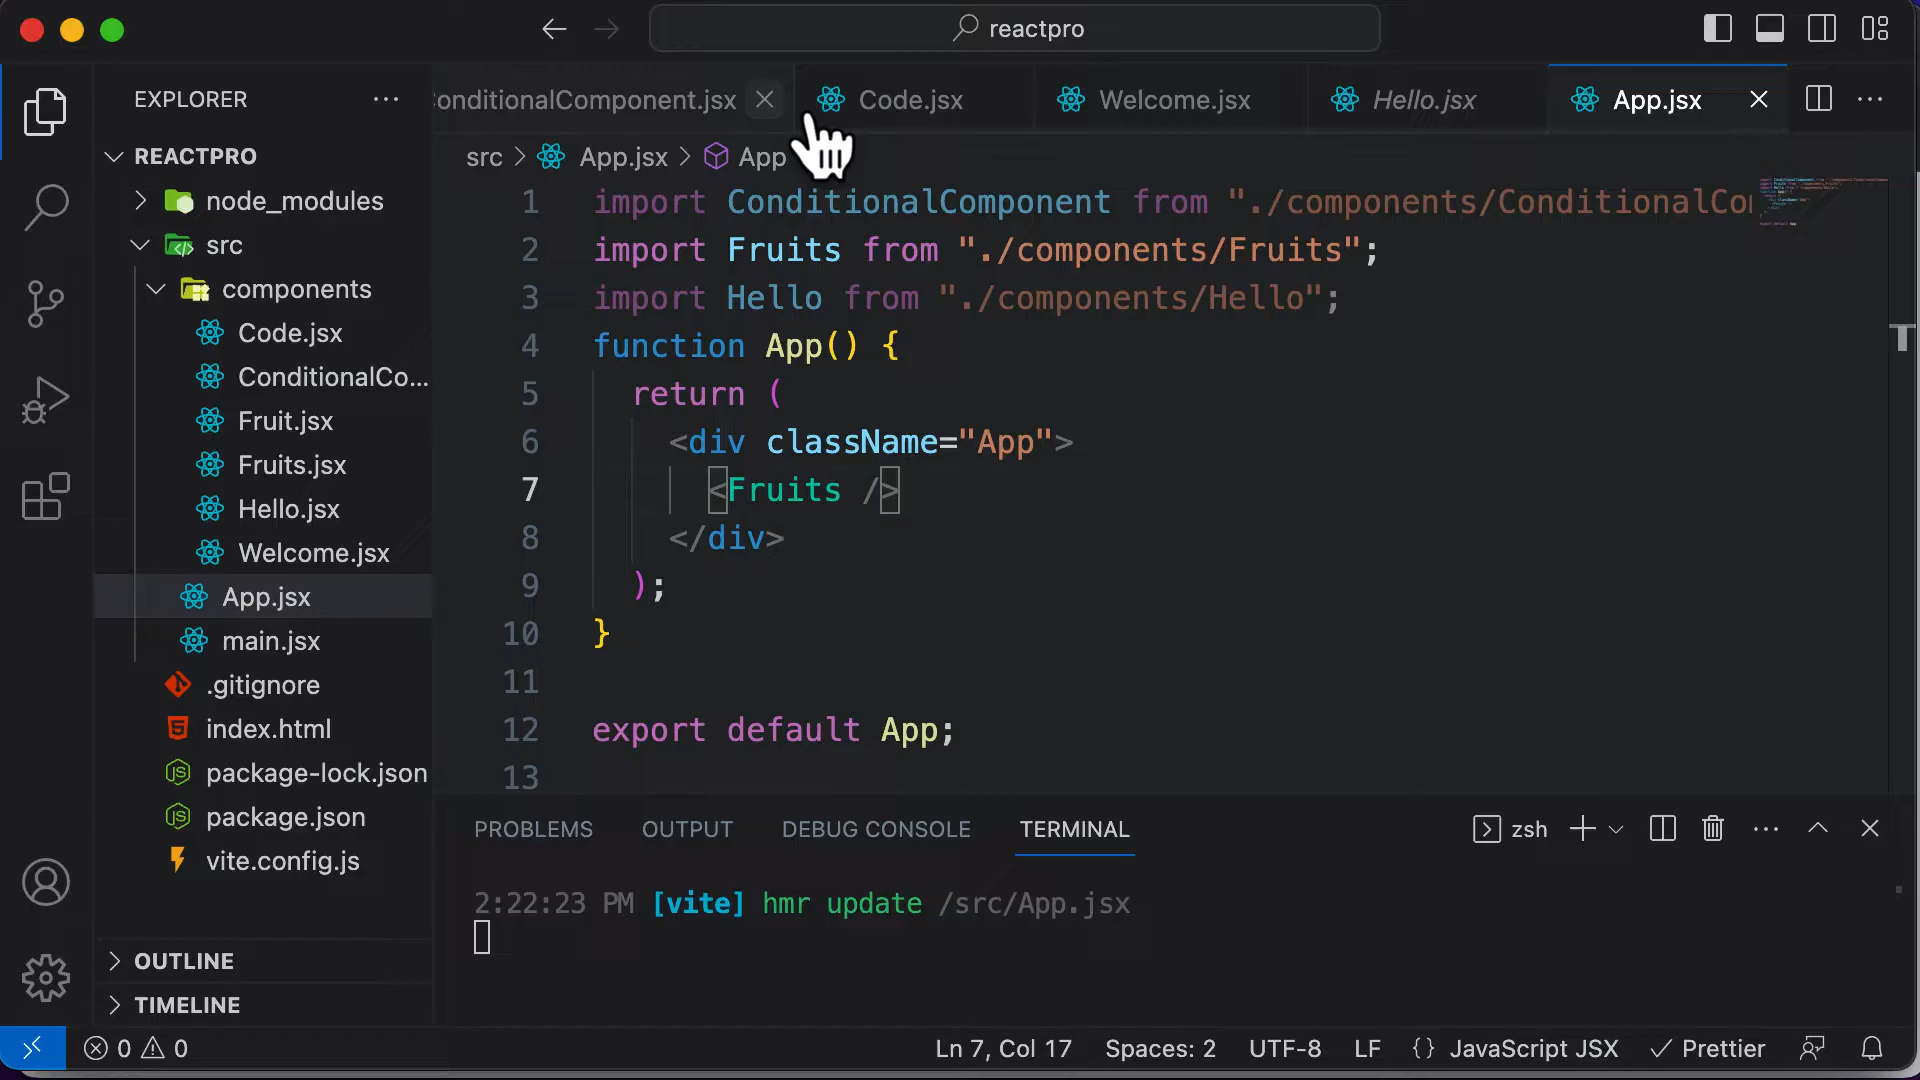 reactpro
EXPLORER
onditionalComponent.jsx
Code.jsx
Welcome.jsx
Hello.jsx
App.jsx
REACTPRO
src > App.jsx > App
node_modules
src
components
Code.jsx
ConditionalCo...
Fruit.jsx
Fruits.jsx
Hello.jsx
Welcome.jsx
App.jsx
main.jsx
.gitignore
index.html
package-lock.json
package.json
vite.config.js
OUTLINE
TIMELINE
1 import ConditionalComponent from "./components/ConditionalCo
2 import Fruits from "./components/Fruits";
3 import Hello from "./components/Hello";
4 function App() {
5 return (
6 <div className="App">
7 <Fruits />
8 </div>
9 );
10 }
11
12 export default App;
13
PROBLEMS OUTPUT DEBUG CONSOLE TERMINAL
zsh
2:22:23 PM [vite] hmr update /src/App.jsx
0 0
Ln 7, Col 17 Spaces: 2 UTF-8 LF {} JavaScript JSX Prettier